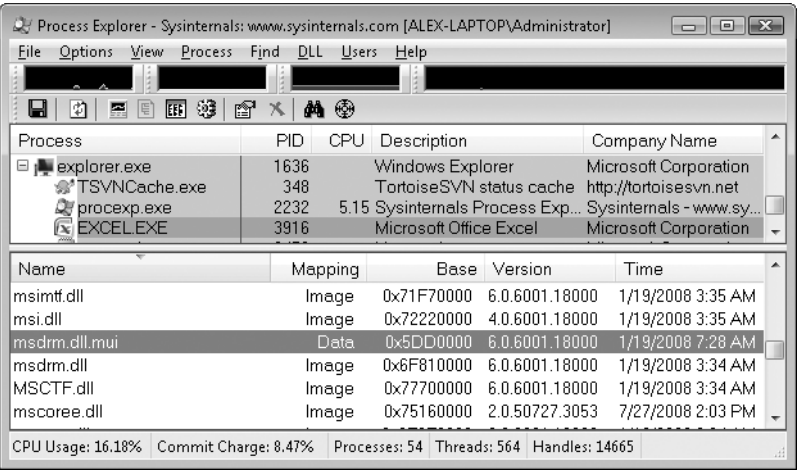 Process Explorer - Sysinternals: www.sysinternals.com [ALEX-LAPTOP\Administrator]
File Options View Process Find DLL Users Help
Process PID CPU Description Company Name
explorer.exe 1636 Windows Explorer Microsoft Corporation
TSVNCache.exe 348 TortoiseSVN status cache http://tortoisesvn.net
procexp.exe 2232 5.15 Sysinternals Process Exp... Sysinternals - www.sy...
EXCEL.EXE 3916 Microsoft Office Excel Microsoft Corporation
Name Mapping Base Version Time
msimtf.dll Image 0x71F70000 6.0.6001.18000 1/19/2008 3:35 AM
msi.dll Image 0x72220000 4.0.6001.18000 1/19/2008 3:35 AM
msdrm.dll.mui Data 0x5DD0000 6.0.6001.18000 1/19/2008 7:28 AM
msdrm.dll Image 0x6F810000 6.0.6001.18000 1/19/2008 3:34 AM
MSCTF.dll Image 0x77700000 6.0.6001.18000 1/19/2008 3:34 AM
mscoree.dll Image 0x75160000 2.0.50727.3053 7/27/2008 2:03 PM
CPU Usage: 16.18% Commit Charge: 8.47% Processes: 54 Threads: 564 Handles: 14665